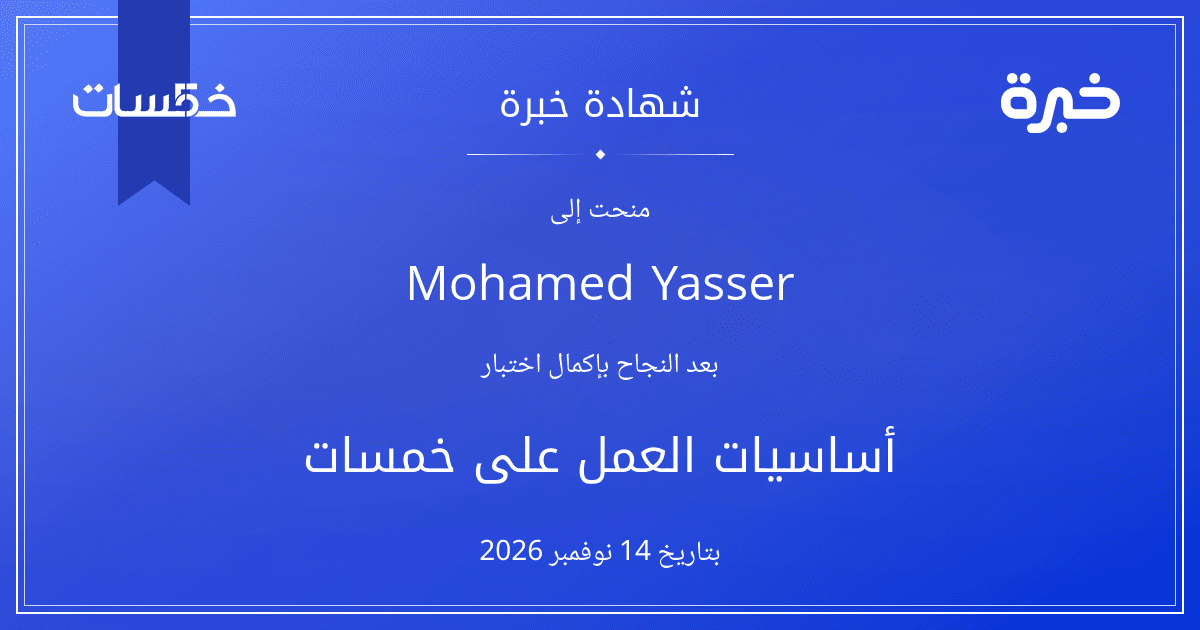 خبرة
خمسات
شهادة خبرة
منحت إلى
Mohamed Yasser
بعد النجاح بإكمال اختبار
أساسيات العمل على خمسات
بتاريخ 14 نوفمبر 2026